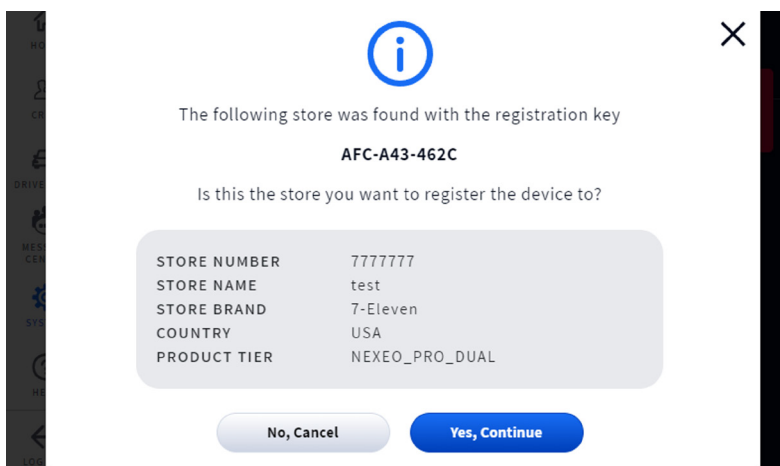 The following store was found with the registration key
AFC-A43-462C
Is this the store you want to register the device to?
STORE NUMBER 7777777
STORE NAME test
STORE BRAND 7-Eleven
COUNTRY USA
PRODUCT TIER NEXEO_PRO_DUAL
No, Cancel Yes, Continue